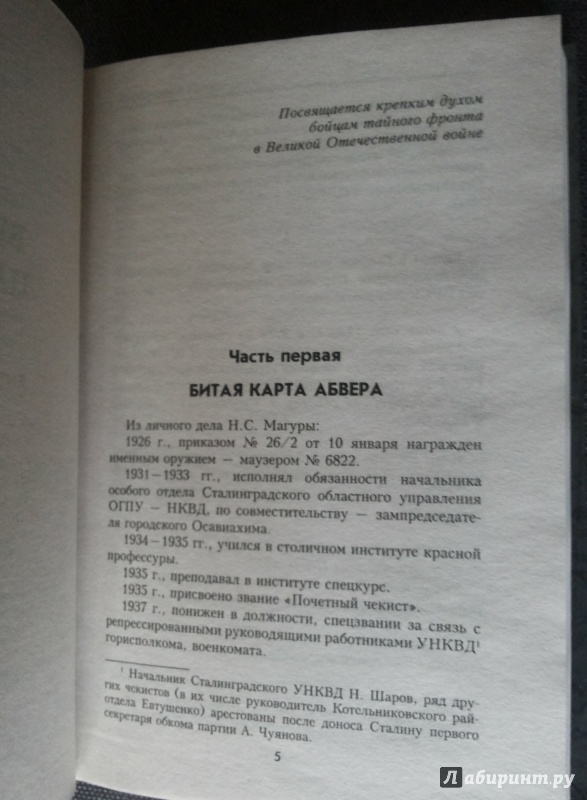 Посвящается крепким духом
бойцам тайного фронта
в Великой Отечественной войне
Часть первая
БИТАЯ КАРТА АБВЕРА
Из личного дела Н.С. Магуры:
1926 г., приказом № 26/2 от 10 января награжден
именным оружием — маузером № 6822.
1931—1933 гг., исполнял обязанности начальника
особого отдела Сталинградского областного управления
ОГПУ — НКВД, по совместительству — зампредседате-
ля городского Осавиахима.
1934—1935 гг., учился в столичном институте красной
профессуры.
1935 г., преподавал в институте спецкурс.
1935 г., присвоено звание «Почетный чекист».
1937 г., понижен в должности, спецзвании за связь с
репрессированными руководящими работниками УНКВД¹
горисполкома, военкомата.
¹ Начальник Сталинградского УНКВД Н. Шаров, ряд дру-
гих чекистов (в их числе руководитель Котельниковского рай-
отдела Евтушенко) арестованы после доноса Сталину первого
секретаря обкома партии А. Чуянова.
5
Лабиринт.ру